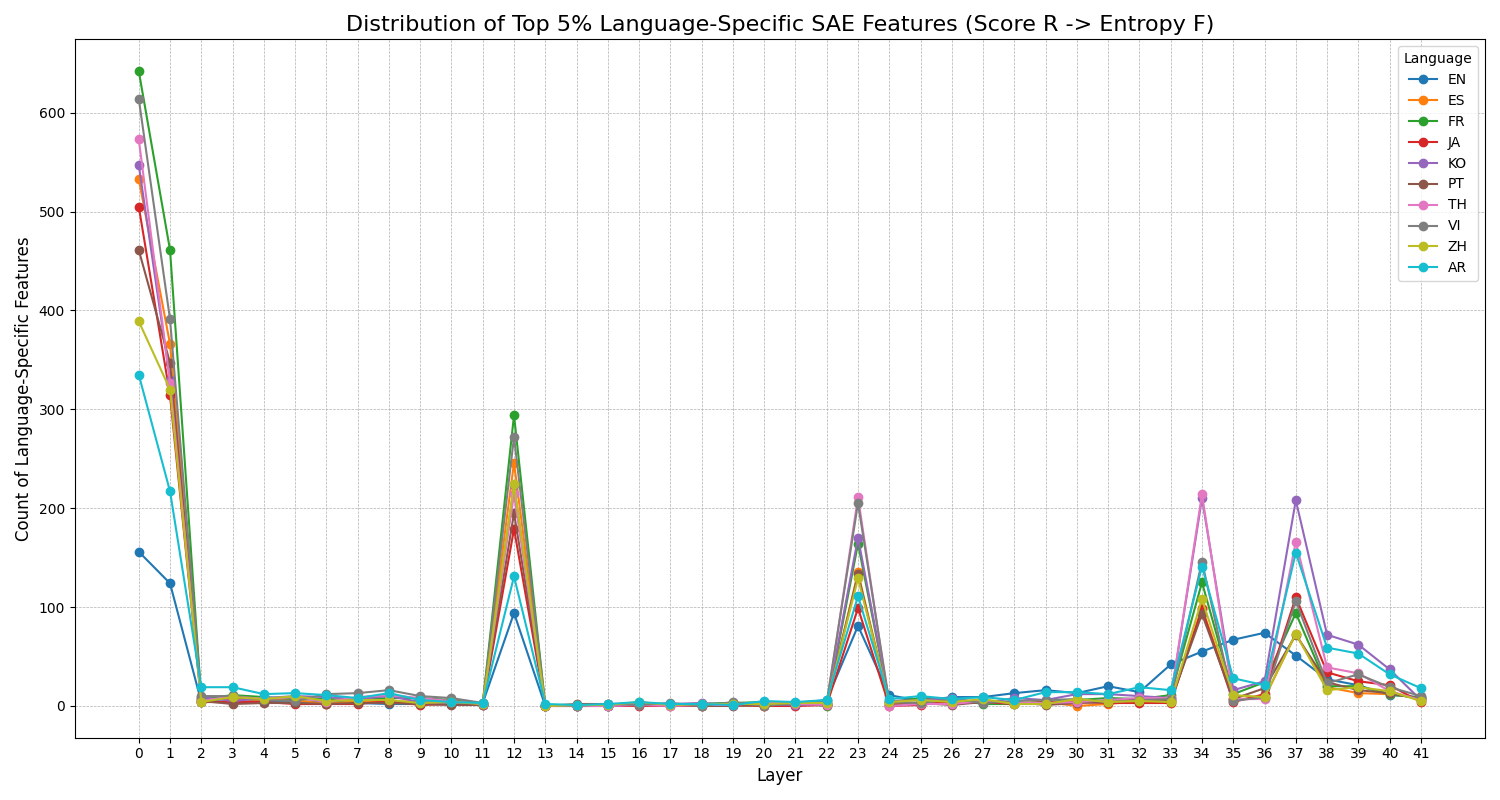 Distribution of Top 5% Language-Specific SAE Features (Score R -> Entropy F)
Count of Language-Specific Features
600
500
400
300
200
100
0
Language
EN
ES
FR
JA
KO
PT
TH
VI
ZH
AR
0 1 2 3 4 5 6 7 8 9 10 11 12 13 14 15 16 17 18 19 20 21 22 23 24 25 26 27 28 29 30 31 32 33 34 35 36 37 38 39 40 41
Layer